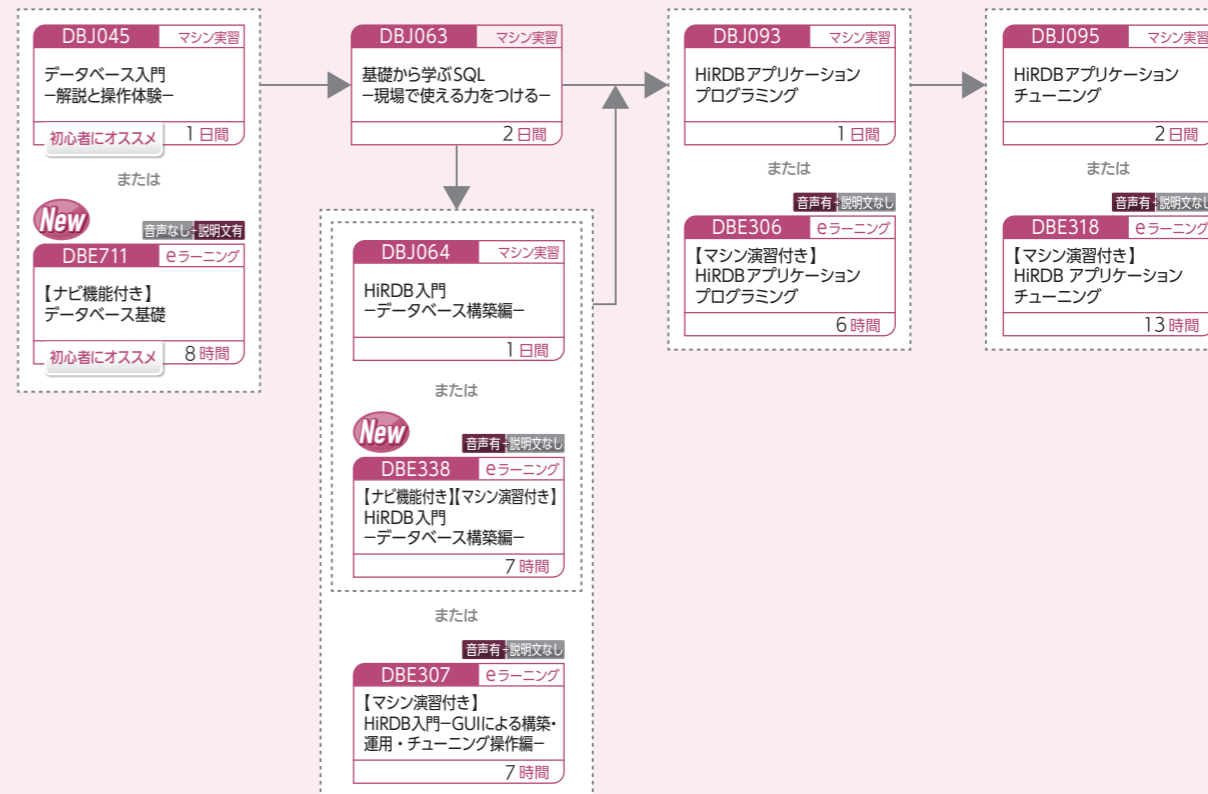 DBJ045 マシン実習
データベース入門
－解説と操作体験－
初心者にオススメ 1日間
または
New
音声なし+説明文有
DBE711 eラーニング
【ナビ機能付き】
データベース基礎
初心者にオススメ 8時間
DBJ063 マシン実習
基礎から学ぶSQL
－現場で使える力をつける－
2日間
DBJ064 マシン実習
HiRDB入門
－データベース構築編－
1日間
または
New
音声有+説明文なし
DBE338 eラーニング
【ナビ機能付き】【マシン演習付き】
HiRDB入門
－データベース構築編－
7時間
または
音声有+説明文なし
DBE307 eラーニング
【マシン演習付き】
HiRDB入門－GUIによる構築・
運用・チューニング操作編－
7時間
DBJ093 マシン実習
HiRDBアプリケーション
プログラミング
1日間
または
音声有+説明文なし
DBE306 eラーニング
【マシン演習付き】
HiRDBアプリケーション
プログラミング
6時間
DBJ095 マシン実習
HiRDBアプリケーション
チューニング
2日間
または
音声有+説明文なし
DBE318 eラーニング
【マシン演習付き】
HiRDB アプリケーション
チューニング
13時間